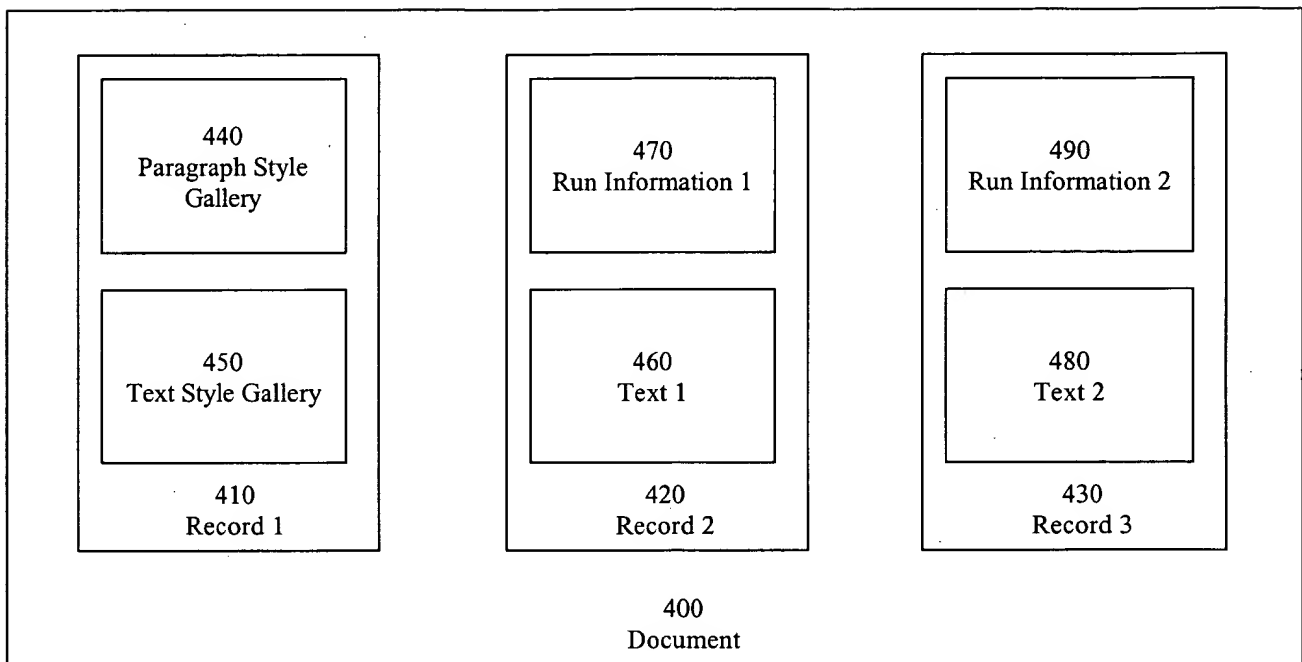 440
Paragraph Style
Gallery
450
Text Style Gallery
410
Record 1
470
Run Information 1
460
Text 1
420
Record 2
490
Run Information 2
480
Text 2
430
Record 3
400
Document